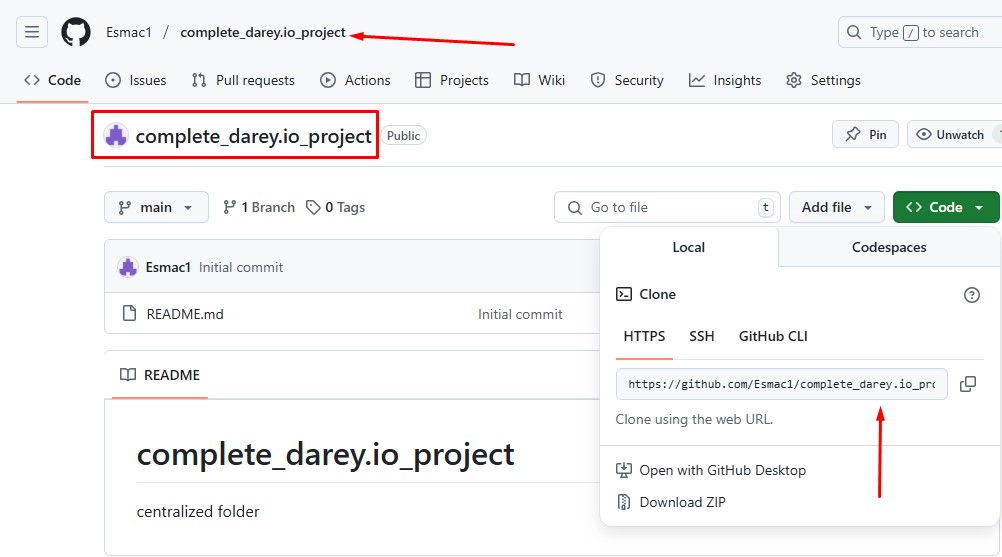 Esmac1 / complete_darey.io_project
Type / to search
Code Issues Pull requests Actions Projects Wiki Security Insights Settings
complete_darey.io_project Public
Pin Unwatch
main 1 Branch 0 Tags
Go to file t Add file Code
Local Codespaces
Esmac1 Initial commit
README.md Initial commit
Clone
HTTPS SSH GitHub CLI
https://github.com/Esmac1/complete_darey.io_pro
Clone using the web URL.
Open with GitHub Desktop
Download ZIP
README
complete_darey.io_project
centralized folder